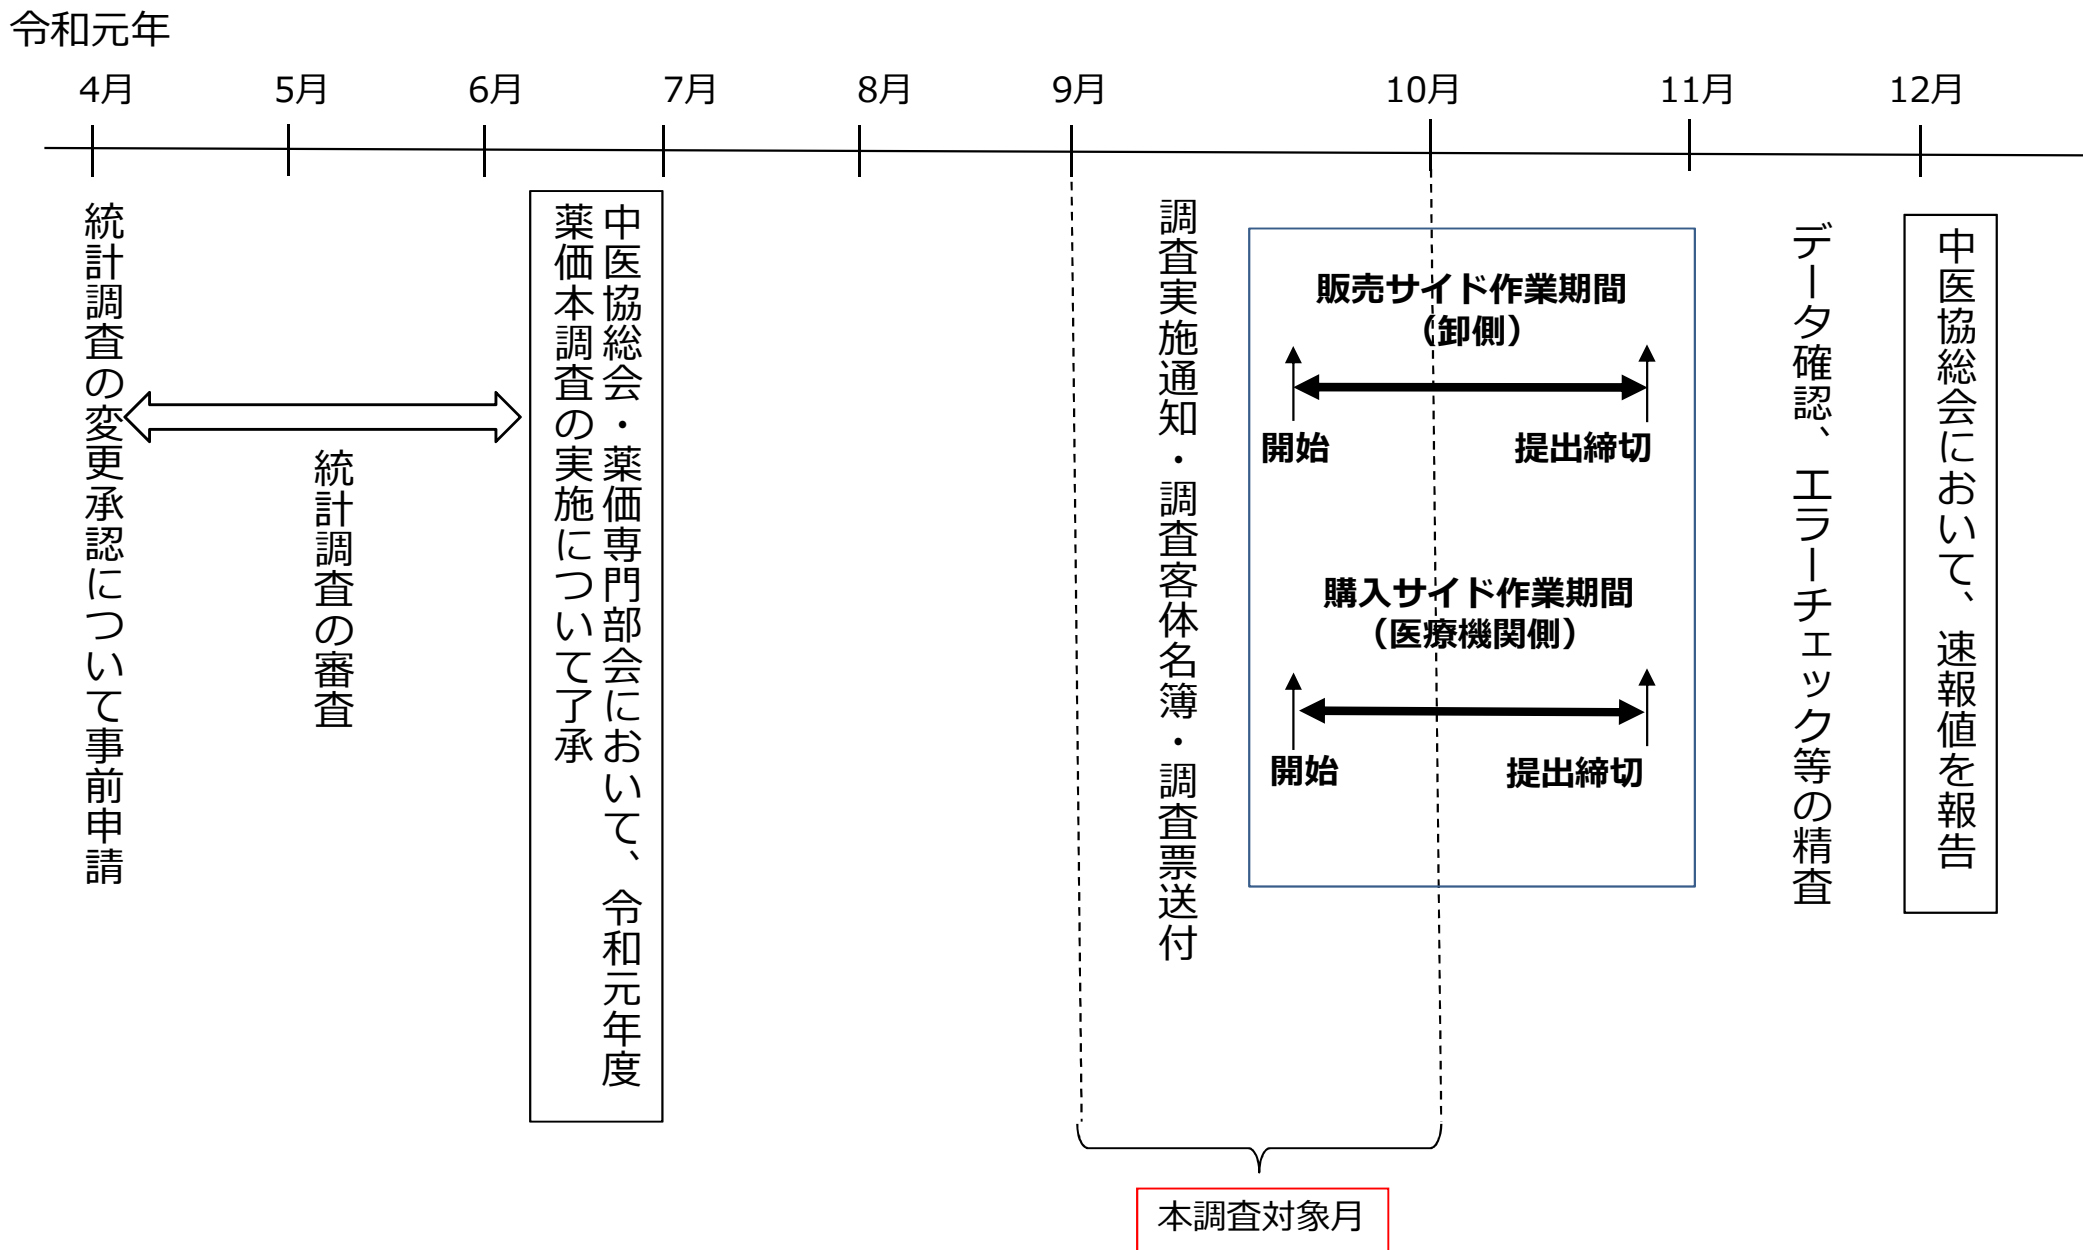 令和元年
4月
5月
6月
7月
8月
9月
10月
11月
12月
統計調査の変更承認について事前申請
統計調査の審査
中医協総会・薬価専門部会において、令和元年度
薬価本調査の実施について了承
調査実施通知・調査客体名簿・調査票送付
販売サイド作業期間
（卸側）
開始
提出締切
購入サイド作業期間
（医療機関側）
開始
提出締切
データ確認、エラーチェック等の精査
中医協総会において、速報値を報告
本調査対象月